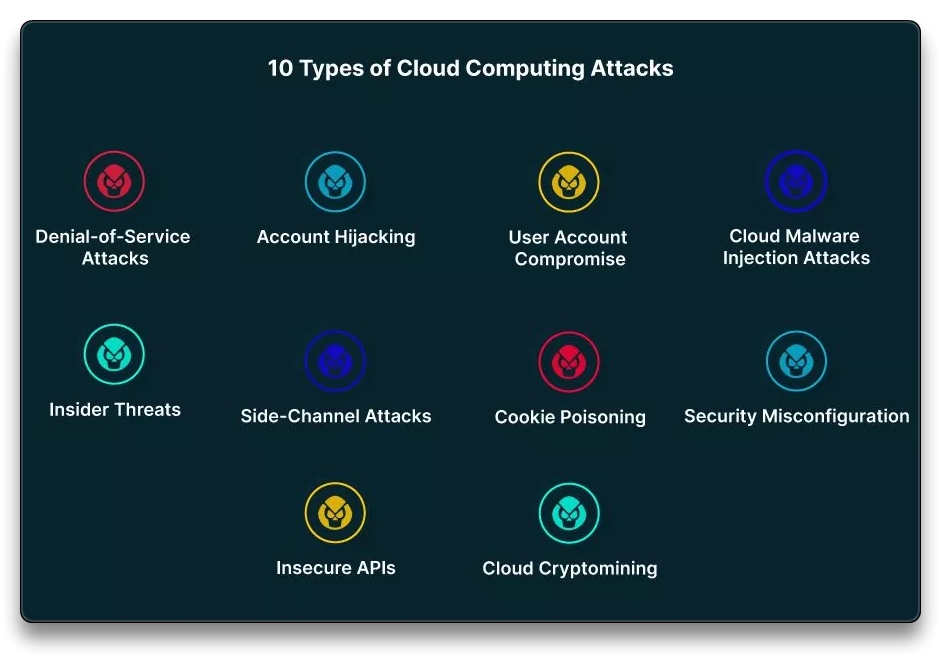 10 Types of Cloud Computing Attacks
Denial-of-Service
Attacks
Account Hijacking
User Account
Compromise
Cloud Malware
Injection Attacks
Insider Threats
Side-Channel Attacks
Cookie Poisoning
Security Misconfiguration
Insecure APIs
Cloud Cryptomining